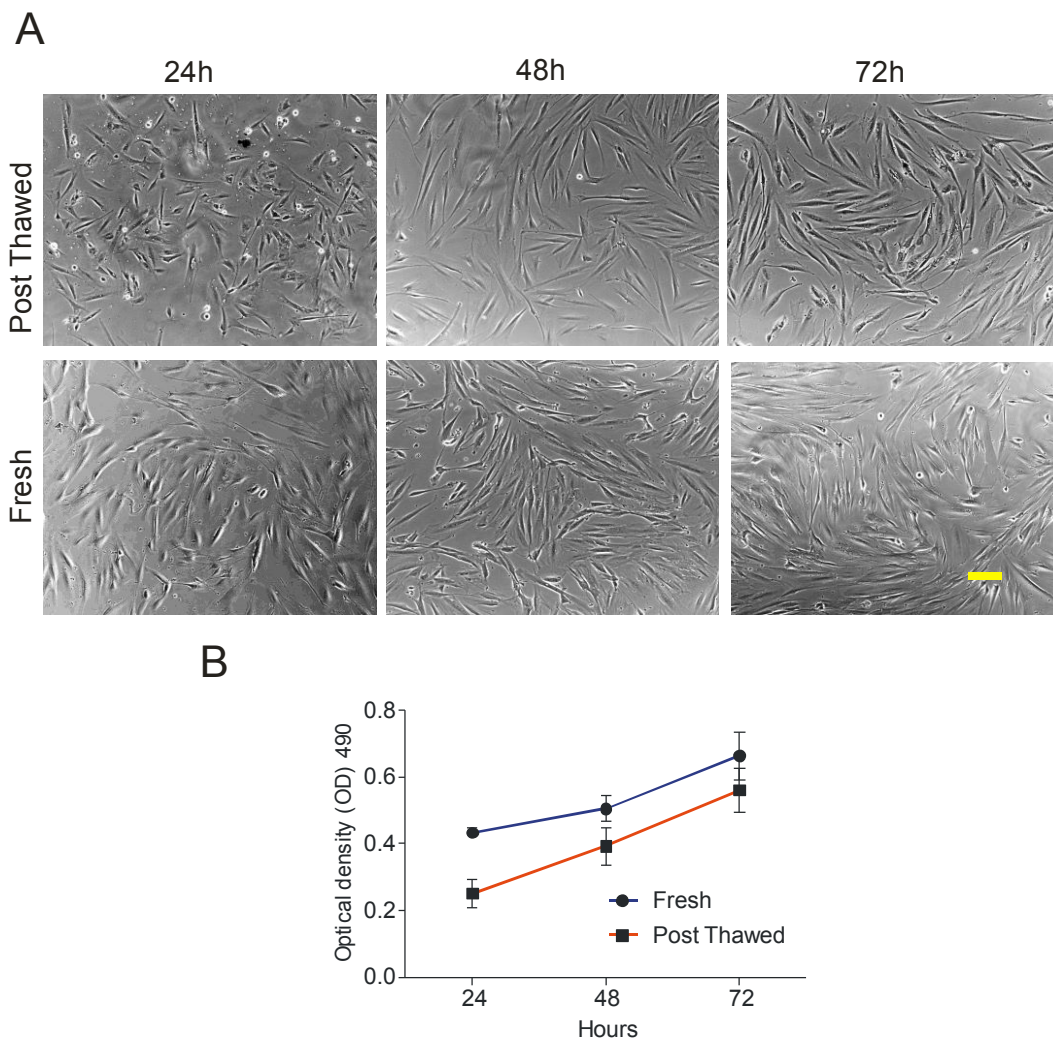 A
24h 48h 72h
Post Thawed
Fresh
B
Optical density (OD) 490
0.8
0.6
0.4
0.2
0.0
Fresh
Post Thawed
24 48 72
Hours